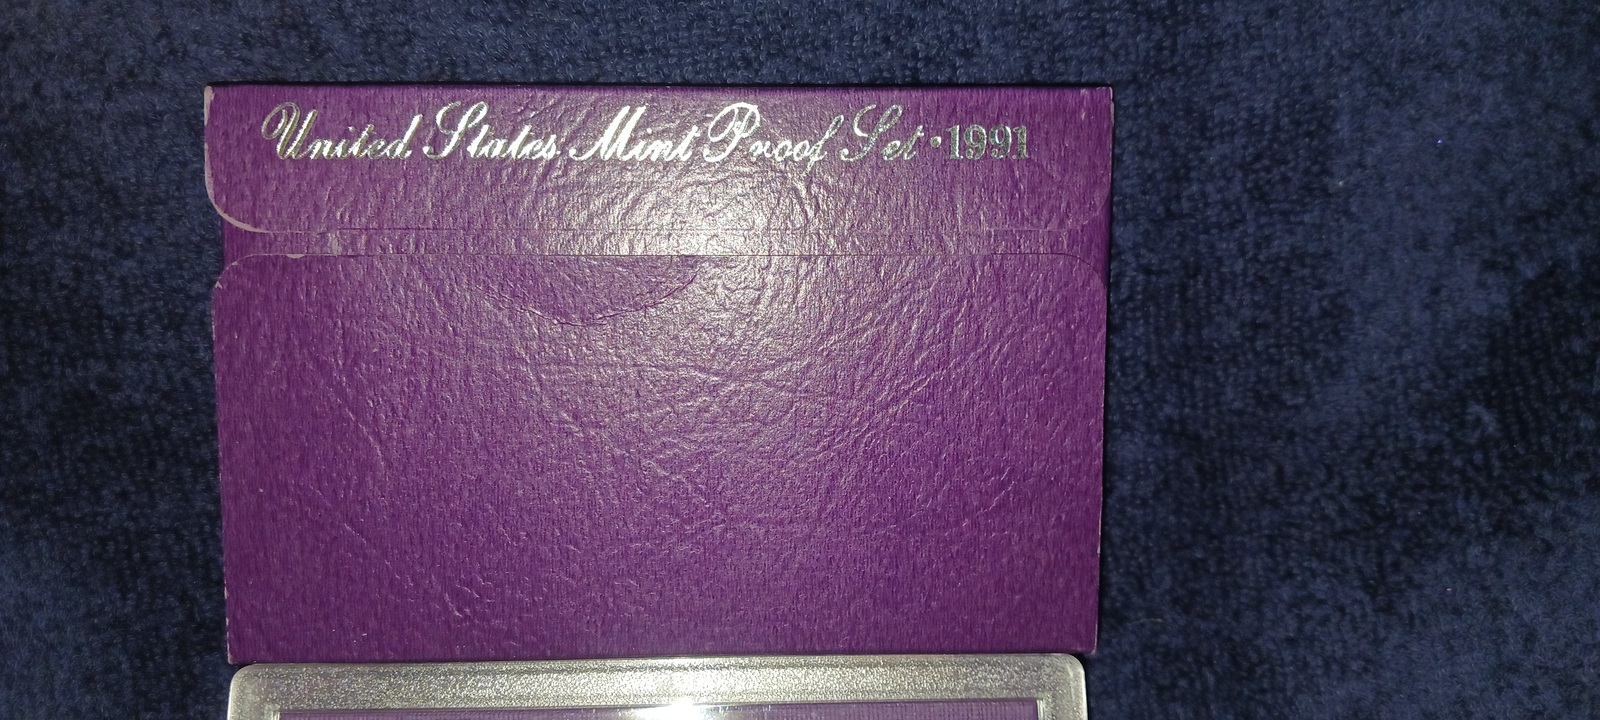 United States Mint Proof Set • 1991